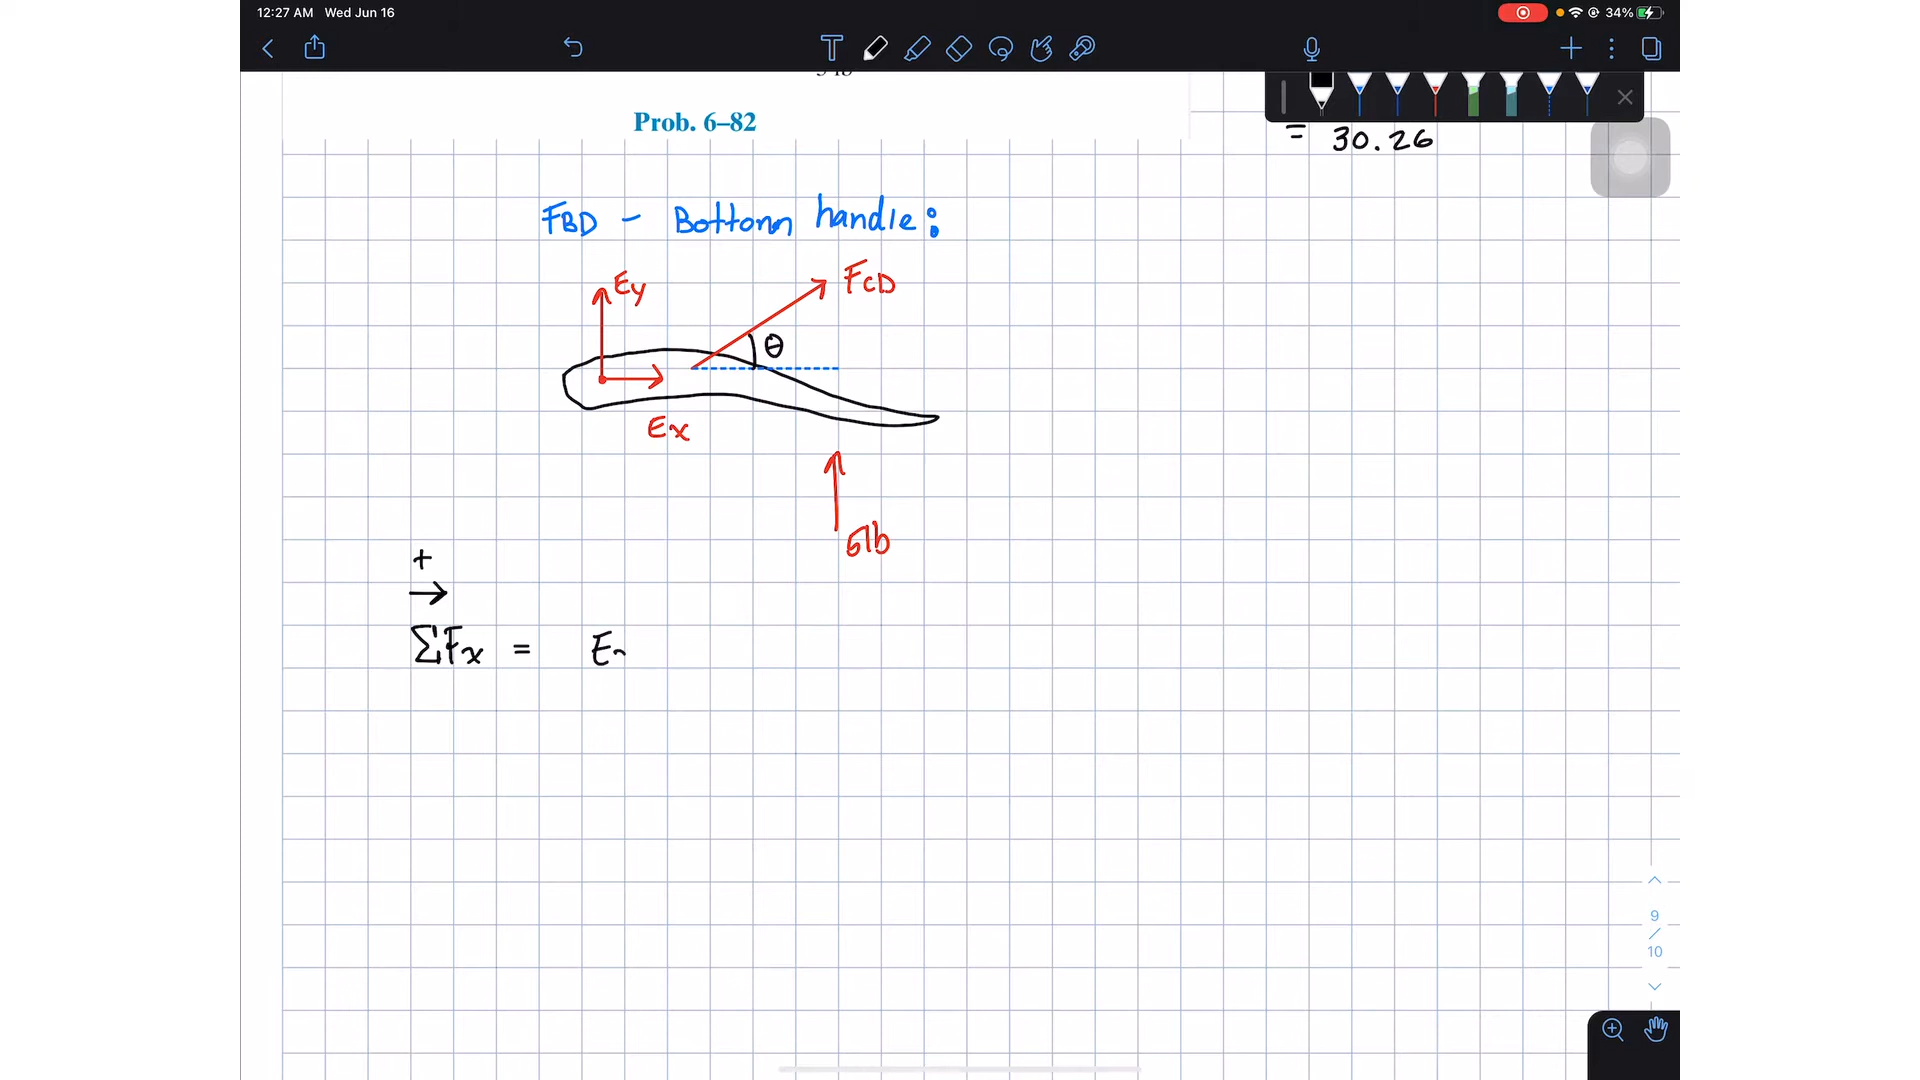 12:27 AM Wed Jun 16
34%
Prob. 6–82
= 30.26
FBD - Bottom handle:
Ey
FCD
θ
Ex
5lb
+
→
ΣFx = E
9
/
10